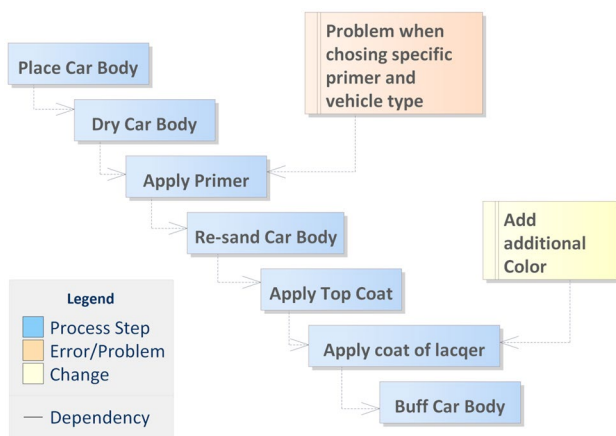 Problem when
chosing specific
primer and
vehicle type
Place Car Body
Dry Car Body
Apply Primer
Re-sand Car Body
Add
additional
Color
Apply Top Coat
Apply coat of lacqer
Buff Car Body
Legend
Process Step
Error/Problem
Change
Dependency